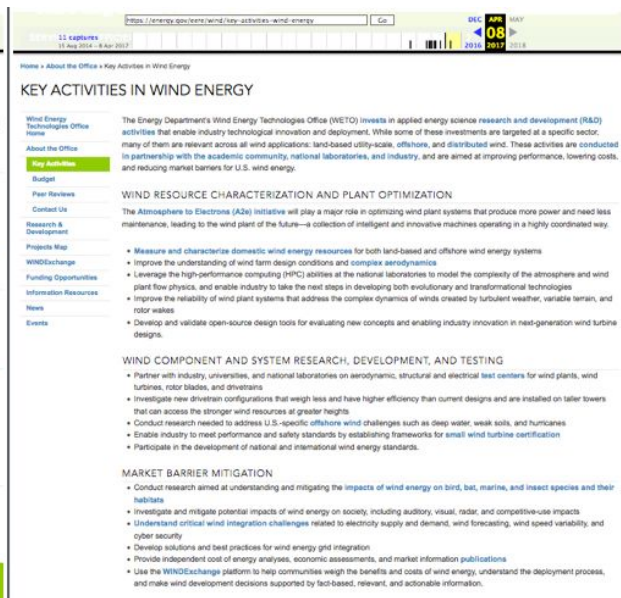 https://energy.gov/eere/wind/key-activities-wind-energy Go DEC APR MAY
11 captures 08
15 Aug 2014 – 8 Apr 2017 2016 2017 2018
Home » About the Office » Key Activities in Wind Energy
KEY ACTIVITIES IN WIND ENERGY
Wind Energy
Technologies Office
Home
About the Office
Key Activities
Budget
Peer Reviews
Contact Us
Research &
Development
Projects Map
WINDExchange
Funding Opportunities
Information Resources
News
Events
The Energy Department's Wind Energy Technologies Office (WETO) invests in applied energy science research and development (R&D)
activities that enable industry technological innovation and deployment. While some of these investments are targeted at a specific sector,
many of them are relevant across all wind applications: land-based utility-scale, offshore, and distributed wind. These activities are conducted
in partnership with the academic community, national laboratories, and industry, and are aimed at improving performance, lowering costs,
and reducing market barriers for U.S. wind energy.
WIND RESOURCE CHARACTERIZATION AND PLANT OPTIMIZATION
The Atmosphere to Electrons (A2e) initiative will play a major role in optimizing wind plant systems that produce more power and need less
maintenance, leading to the wind plant of the future—a collection of intelligent and innovative machines operating in a highly coordinated way.
• Measure and characterize domestic wind energy resources for both land-based and offshore wind energy systems
• Improve the understanding of wind farm design conditions and complex aerodynamics
• Leverage the high-performance computing (HPC) abilities at the national laboratories to model the complexity of the atmosphere and wind
plant flow physics, and enable industry to take the next steps in developing both evolutionary and transformational technologies
• Improve the reliability of wind plant systems that address the complex dynamics of winds created by turbulent weather, variable terrain, and
rotor wakes
• Develop and validate open-source design tools for evaluating new concepts and enabling industry innovation in next-generation wind turbine
designs.
WIND COMPONENT AND SYSTEM RESEARCH, DEVELOPMENT, AND TESTING
• Partner with industry, universities, and national laboratories on aerodynamic, structural and electrical test centers for wind plants, wind
turbines, rotor blades, and drivetrains
• Investigate new drivetrain configurations that weigh less and have higher efficiency than current designs and are installed on taller towers
that can access the stronger wind resources at greater heights
• Conduct research needed to address U.S.-specific offshore wind challenges such as deep water, weak soils, and hurricanes
• Enable industry to meet performance and safety standards by establishing frameworks for small wind turbine certification
• Participate in the development of national and international wind energy standards.
MARKET BARRIER MITIGATION
• Conduct research aimed at understanding and mitigating the impacts of wind energy on bird, bat, marine, and insect species and their
habitats
• Investigate and mitigate potential impacts of wind energy on society, including auditory, visual, radar, and competitive-use impacts
• Understand critical wind integration challenges related to electricity supply and demand, wind forecasting, wind speed variability, and
cyber security
• Develop solutions and best practices for wind energy grid integration
• Provide independent cost of energy analyses, economic assessments, and market information publications
• Use the WINDExchange platform to help communities weigh the benefits and costs of wind energy, understand the deployment process,
and make wind development decisions supported by fact-based, relevant, and actionable information.